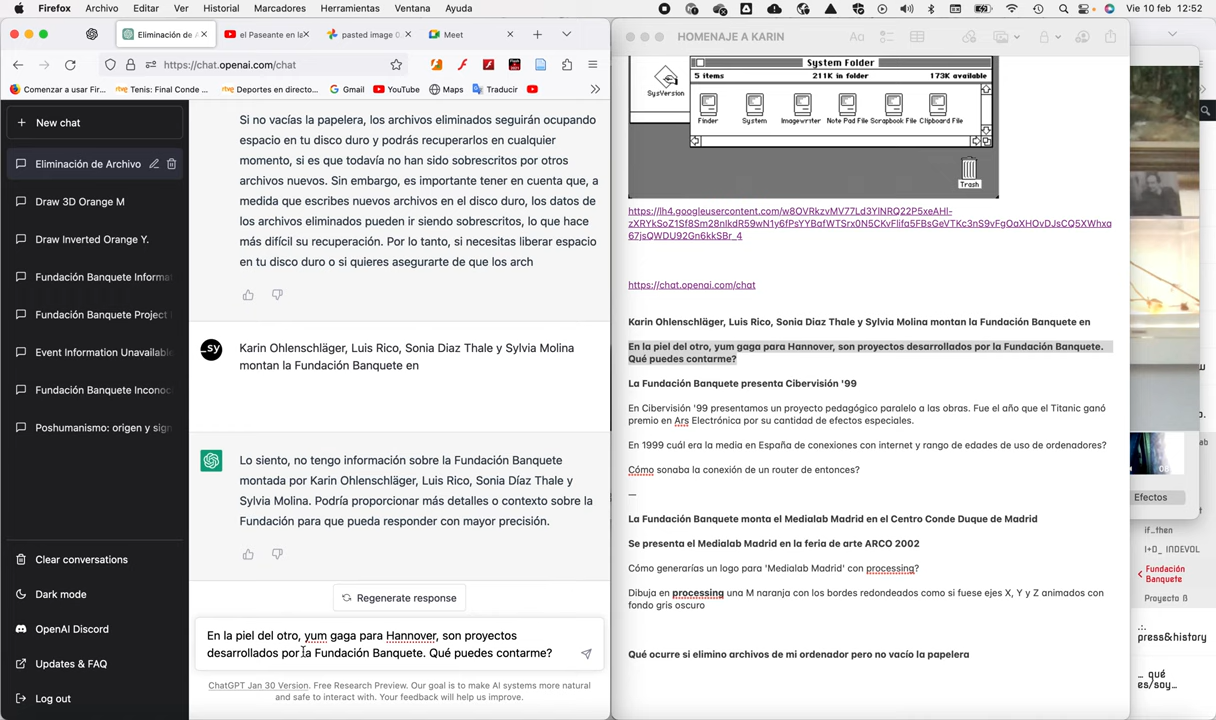 Firefox Archivo Editar Ver Historial Marcadores Herramientas Ventana Ayuda
Vie 10 feb 12:52
Eliminación de A
el Paseante en la
pasted image 0.
Meet
https://chat.openai.com/chat
Comenzar a usar Fir...
Tenis: Final Conde ...
Deportes en directo...
Gmail
YouTube
Maps
Traducir
New chat
Eliminación de Archivo
Draw 3D Orange M
Draw Inverted Orange Y.
Fundación Banquete Informa
Fundación Banquete Project
Event Information Unavailabl
Fundación Banquete Inconoc
Poshumanismo: origen y sign
Clear conversations
Dark mode
OpenAI Discord
Updates & FAQ
Log out
Si no vacías la papelera, los archivos eliminados seguirán ocupando
espacio en tu disco duro y podrás recuperarlos en cualquier
momento, si es que todavía no han sido sobrescritos por otros
archivos nuevos. Sin embargo, es importante tener en cuenta que, a
medida que escribes nuevos archivos en el disco duro, los datos de
los archivos eliminados pueden ir siendo sobrescritos, lo que hace
más difícil su recuperación. Por lo tanto, si necesitas liberar espacio
en tu disco duro o si quieres asegurarte de que los arch
_sy
Karin Ohlenschläger, Luis Rico, Sonia Diaz Thale y Sylvia Molina
montan la Fundación Banquete en
Lo siento, no tengo información sobre la Fundación Banquete
montada por Karin Ohlenschläger, Luis Rico, Sonia Díaz Thale y
Sylvia Molina. Podría proporcionar más detalles o contexto sobre la
Fundación para que pueda responder con mayor precisión.
Regenerate response
En la piel del otro, yum gaga para Hannover, son proyectos
desarrollados por la Fundación Banquete. Qué puedes contarme?
ChatGPT Jan 30 Version. Free Research Preview. Our goal is to make AI systems more natural
and safe to interact with. Your feedback will help us improve.
HOMENAJE A KARIN
System Folder
5 items 211K in folder 173K available
SysVersion
Finder System Imagewriter Note Pad File Scrapbook File Clipboard File
Trash
https://lh4.googleusercontent.com/w8OVRkzvMV77Ld3YlNRQ22P5xeAHl-
zXRYkSoZ1Sf8Sm28nIkdR59wN1y6fPsYYBqfWTSrx0N5CKvFlifq5FBsGeVTKc3nS9vFgOaXHOvDJsCQ5XWhxq
67jsQWDU92Gn6kkSBr_4
https://chat.openai.com/chat
Karin Ohlenschläger, Luis Rico, Sonia Diaz Thale y Sylvia Molina montan la Fundación Banquete en
En la piel del otro, yum gaga para Hannover, son proyectos desarrollados por la Fundación Banquete.
Qué puedes contarme?
La Fundación Banquete presenta Cibervisión '99
En Cibervisión '99 presentamos un proyecto pedagógico paralelo a las obras. Fue el año que el Titanic ganó
premio en Ars Electrónica por su cantidad de efectos especiales.
En 1999 cuál era la media en España de conexiones con internet y rango de edades de uso de ordenadores?
Cómo sonaba la conexión de un router de entonces?
—
La Fundación Banquete monta el Medialab Madrid en el Centro Conde Duque de Madrid
Se presenta el Medialab Madrid en la feria de arte ARCO 2002
Cómo generarías un logo para 'Medialab Madrid' con processing?
Dibuja en processing una M naranja con los bordes redondeados como si fuese ejes X, Y y Z animados con
fondo gris oscuro
Qué ocurre si elimino archivos de mi ordenador pero no vacío la papelera
Efectos
if_then
I+D_ INDEVOL
Fundación
Banquete
Proyecto B
.:.
press&history
... qué
es/soy...